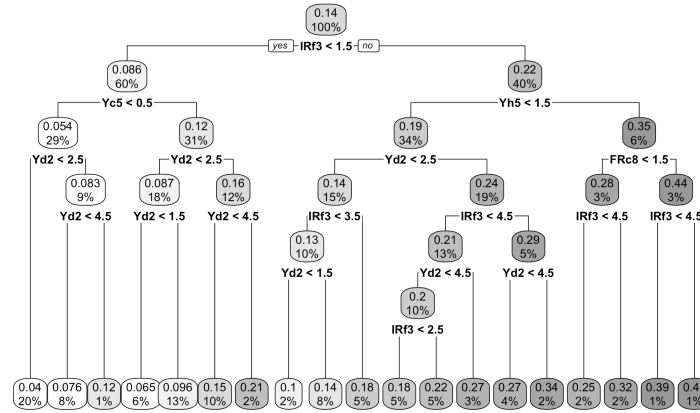 0.14
100%
yes IRf3 < 1.5 no
0.086 0.22
60% 40%
Yc5 < 0.5 Yh5 < 1.5
0.054 0.12 0.19 0.35
29% 31% 34% 6%
Yd2 < 2.5 Yd2 < 2.5 Yd2 < 2.5 FRc8 < 1.5
0.083 0.087 0.16 0.14 0.24 0.28 0.44
9% 18% 12% 15% 19% 3% 3%
Yd2 < 4.5 Yd2 < 1.5 Yd2 < 4.5 IRf3 < 3.5 IRf3 < 4.5 IRf3 < 4.5 IRf3 < 4.5
0.13 0.21 0.29
10% 13% 5%
Yd2 < 1.5 Yd2 < 4.5 Yd2 < 4.5
0.2
10%
IRf3 < 2.5
0.04 0.076 0.12 0.065 0.096 0.15 0.21 0.1 0.14 0.18 0.18 0.22 0.27 0.27 0.34 0.25 0.32 0.39
20% 8% 1% 6% 13% 10% 2% 2% 8% 5% 5% 5% 3% 4% 2% 2% 2% 1%